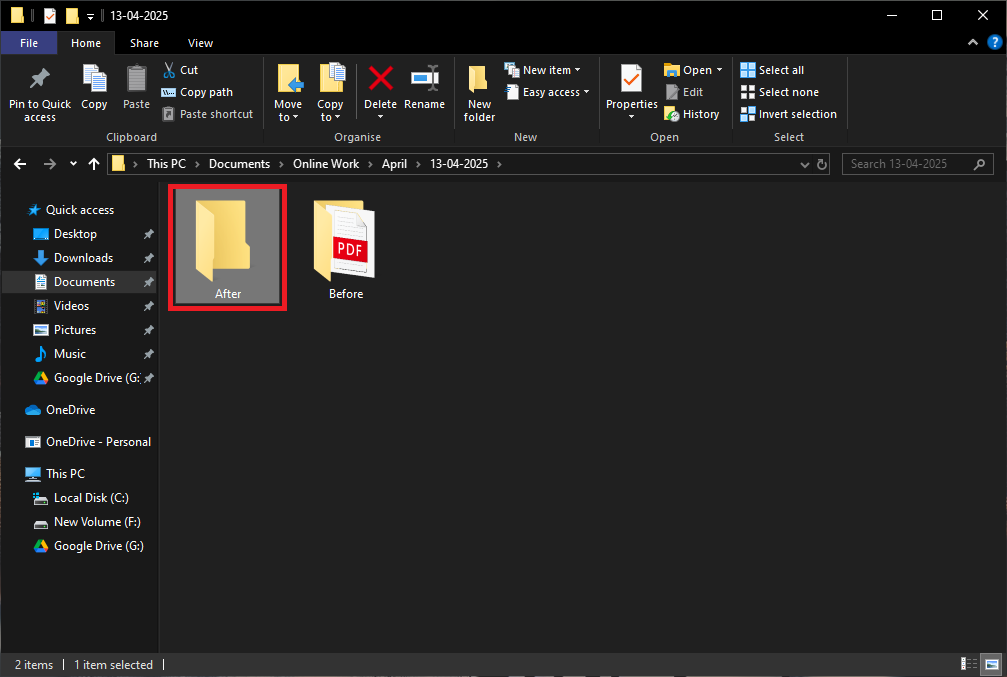 13-04-2025
File Home Share View
Pin to Quick access
Copy
Paste
Cut
Copy path
Paste shortcut
Clipboard
Move to
Copy to
Delete
Rename
Organise
New folder
New item
Easy access
New
Properties
Open
Edit
History
Open
Select all
Select none
Invert selection
Select
This PC > Documents > Online Work > April > 13-04-2025 >
Search 13-04-2025
Quick access
Desktop
Downloads
Documents
Videos
Pictures
Music
Google Drive (G:
OneDrive
OneDrive - Personal
This PC
Local Disk (C:)
New Volume (F:)
Google Drive (G:)
After
PDF
Before
2 items | 1 item selected |